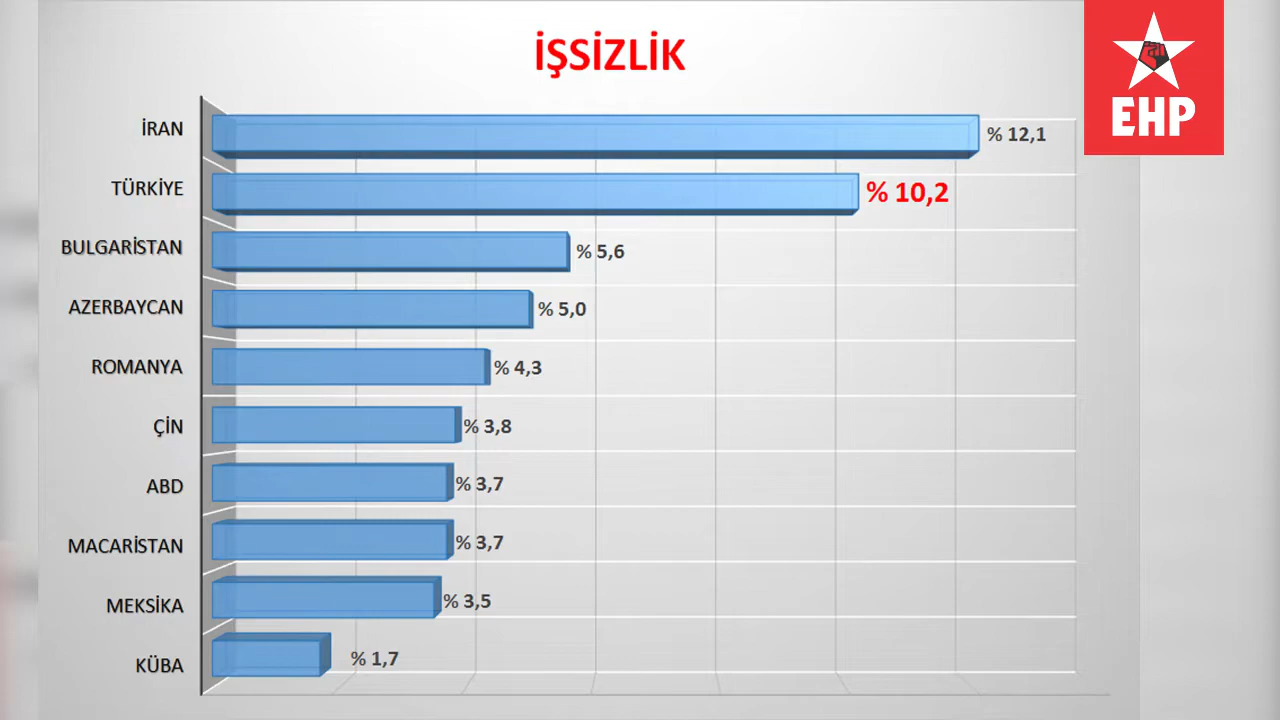 İŞSİZLİK
EHP
İRAN % 12,1
TÜRKİYE % 10,2
BULGARİSTAN % 5,6
AZERBAYCAN % 5,0
ROMANYA % 4,3
ÇİN % 3,8
ABD % 3,7
MACARİSTAN % 3,7
MEKSİKA % 3,5
KÜBA % 1,7